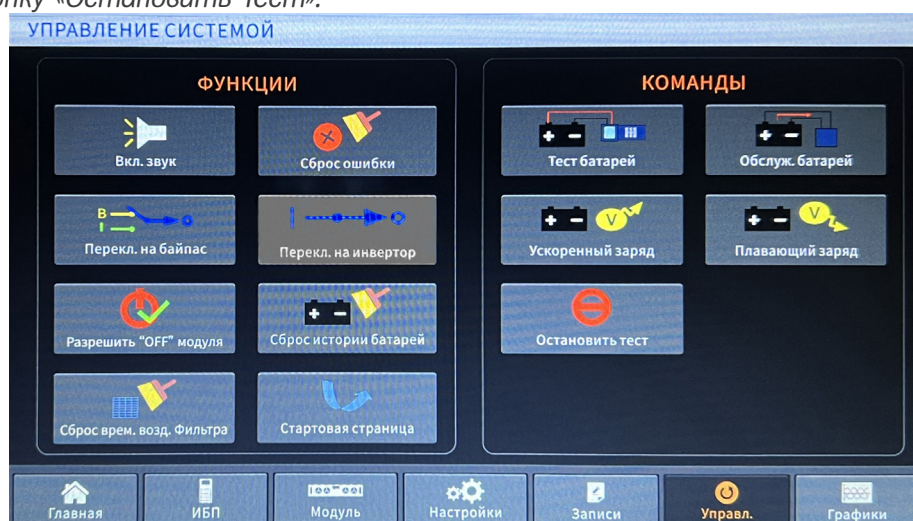 «Остановить тест».
УПРАВЛЕНИЕ СИСТЕМОЙ
ФУНКЦИИ
Вкл. звук
Сброс ошибки
B
I
Перекл. на байпас
Перекл. на инвертор
Разрешить "OFF" модуля
Сброс истории батарей
Сброс врем. возд. Фильтра
Стартовая страница
КОМАНДЫ
Тест батарей
Обслуж. батарей
V
Ускоренный заряд
V
Плавающий заряд
Остановить тест
Главная
ИБП
Модуль
Настройки
Записи
Управл.
Графики